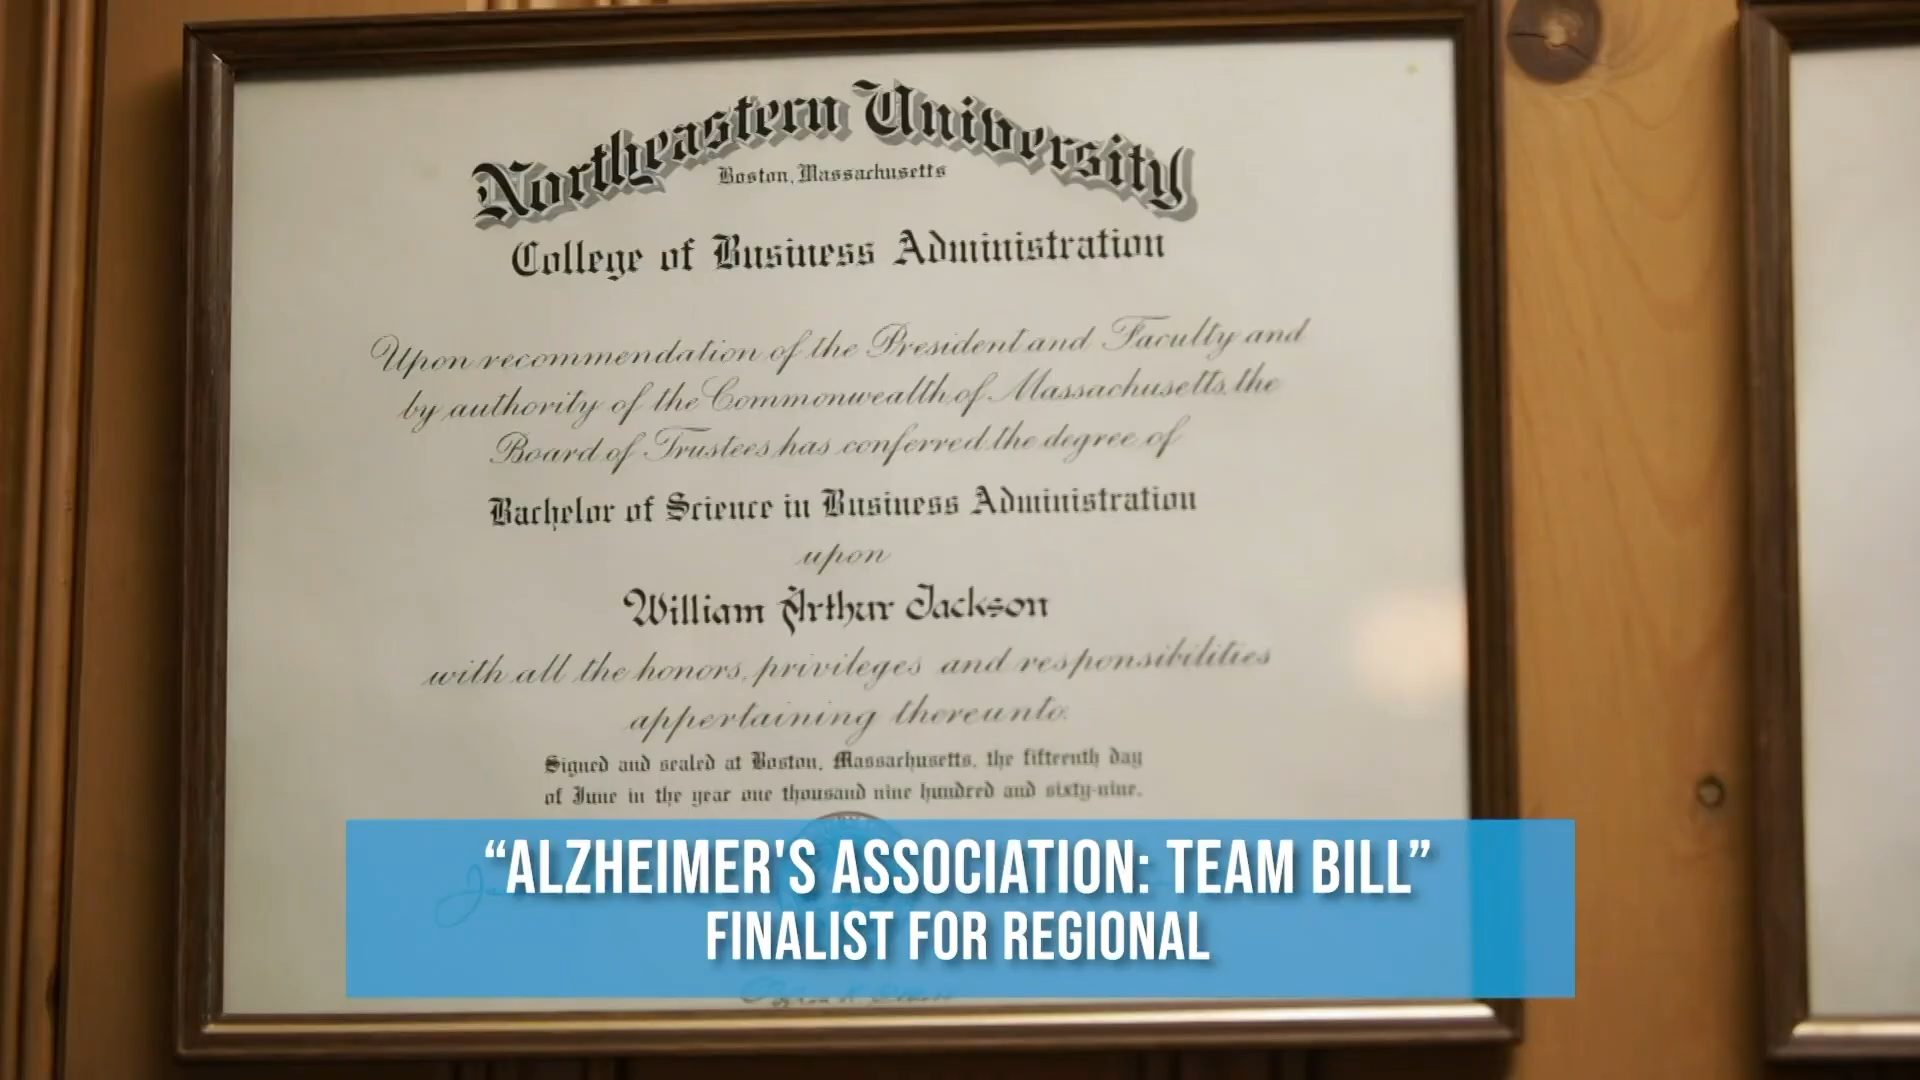 Northeastern University
Boston, Massachusetts
College of Business Administration
Upon recommendation of the President and Faculty and
by authority of the Commonwealth of Massachusetts, the
Board of Trustees has conferred the degree of
Bachelor of Science in Business Administration
upon
William Arthur Jackson
with all the honors, privileges and responsibilities
appertaining thereunto.
Signed and sealed at Boston, Massachusetts, the fifteenth day
of June in the year one thousand nine hundred and sixty-nine.
“ALZHEIMER'S ASSOCIATION: TEAM BILL”
FINALIST FOR REGIONAL